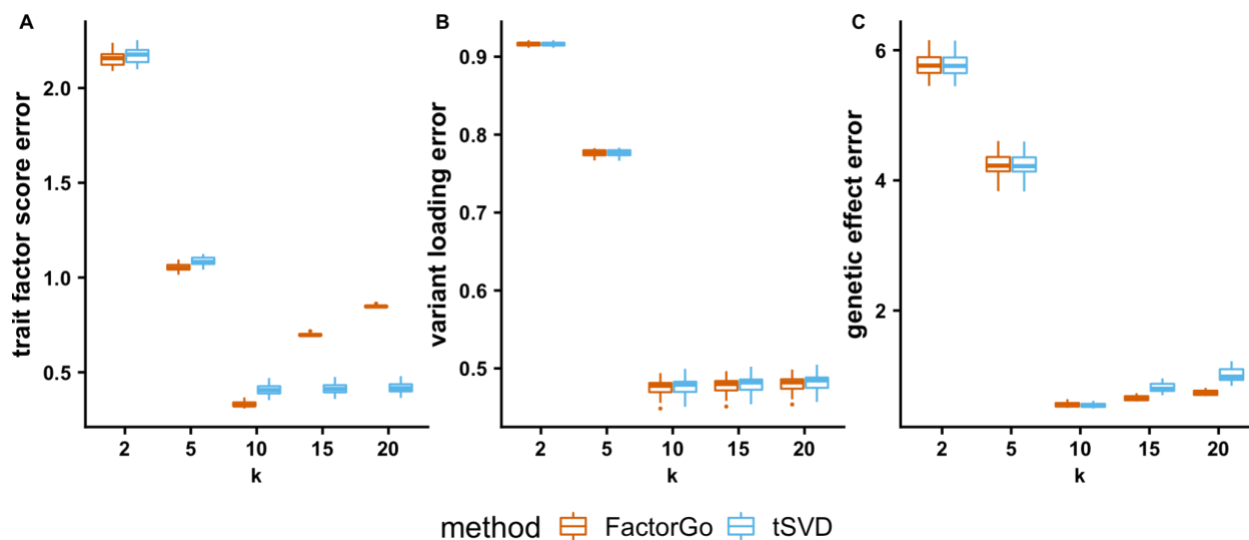 A
trait factor score error
2.0
1.5
1.0
0.5
2 5 10 15 20
k
B
variant loading error
0.9
0.8
0.7
0.6
0.5
2 5 10 15 20
k
C
genetic effect error
6
4
2
2 5 10 15 20
k
method FactorGo tSVD